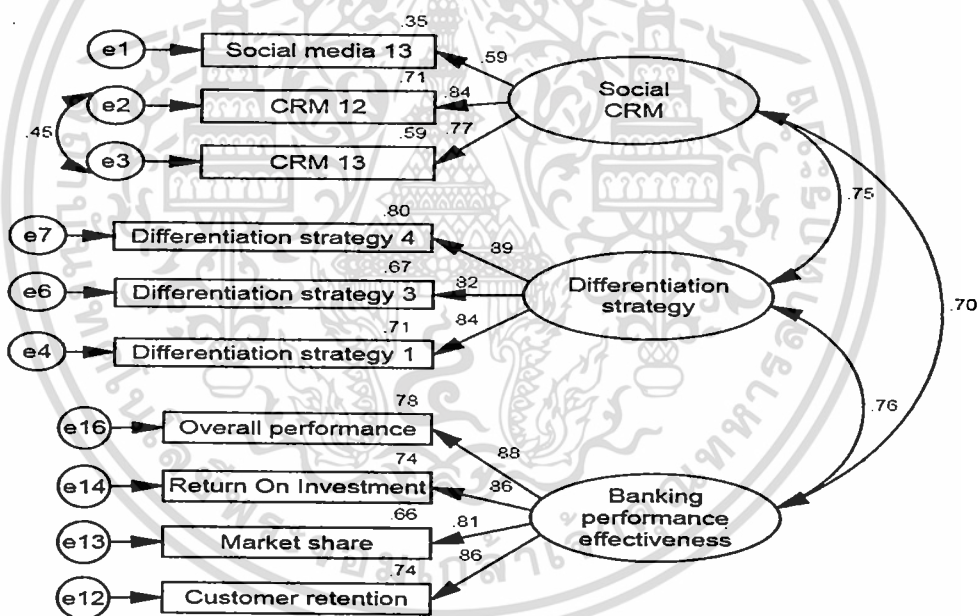 .35
e1
Social media 13
.59
Social
CRM
.71
e2
CRM 12
.84
.45
.59
.77
e3
CRM 13
.75
.80
e7
Differentiation strategy 4
.89
.67
e6
Differentiation strategy 3
.82
Differentiation
strategy
.70
.71
e4
Differentiation strategy 1
.84
.76
.78
e16
Overall performance
.88
.74
e14
Return On Investment
.86
Banking
performance
effectiveness
.66
e13
Market share
.81
.74
.86
e12
Customer retention